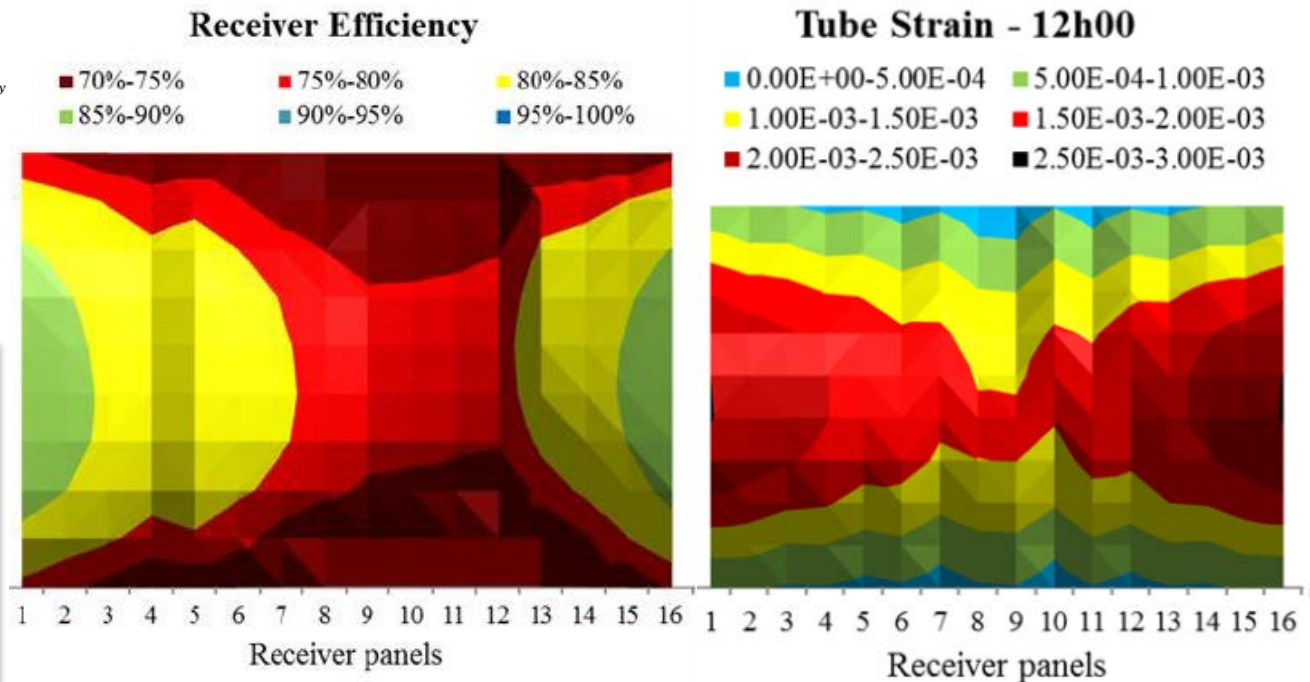 Receiver Efficiency
70%-75% 75%-80% 80%-85%
85%-90% 90%-95% 95%-100%
1 2 3 4 5 6 7 8 9 10 11 12 13 14 15 16
Receiver panels
Tube Strain - 12h00
0.00E+00-5.00E-04 5.00E-04-1.00E-03
1.00E-03-1.50E-03 1.50E-03-2.00E-03
2.00E-03-2.50E-03 2.50E-03-3.00E-03
1 2 3 4 5 6 7 8 9 10 11 12 13 14 15 16
Receiver panels
y